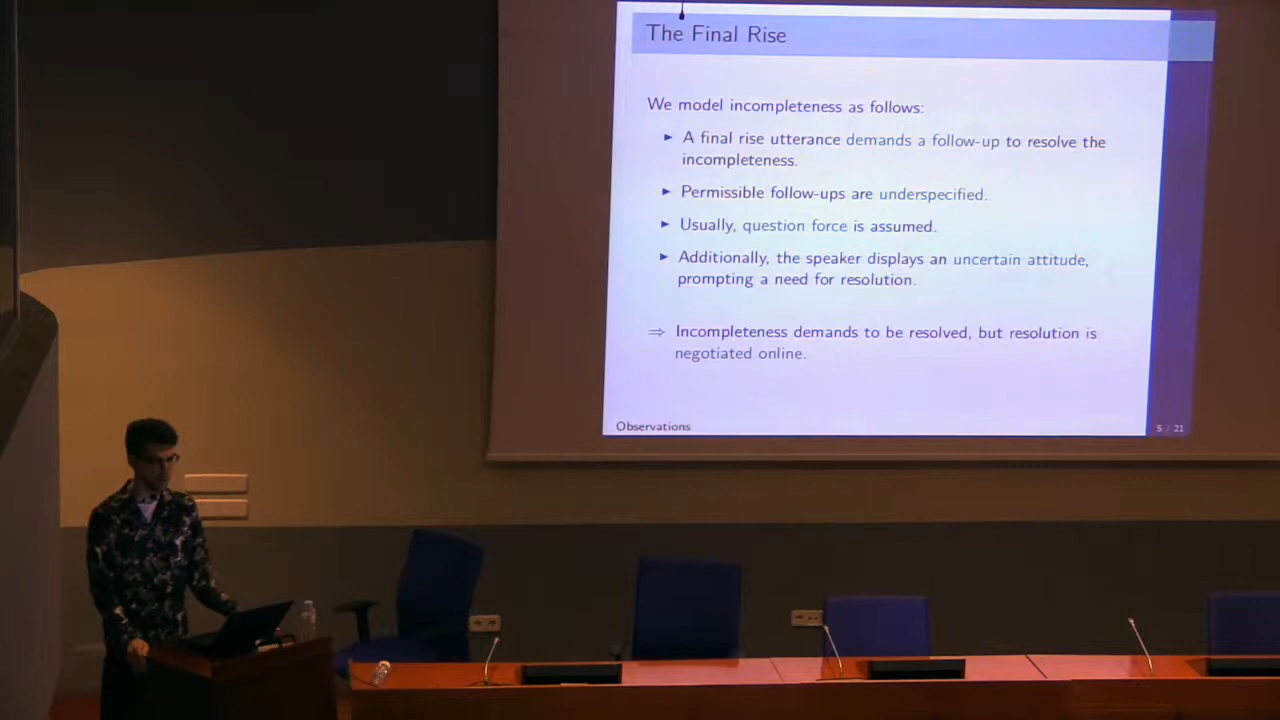 The Final Rise
We model incompleteness as follows:
► A final rise utterance demands a follow-up to resolve the
incompleteness.
► Permissible follow-ups are underspecified.
► Usually, question force is assumed.
► Additionally, the speaker displays an uncertain attitude,
prompting a need for resolution.
⇒ Incompleteness demands to be resolved, but resolution is
negotiated online.
Observations
5 / 21